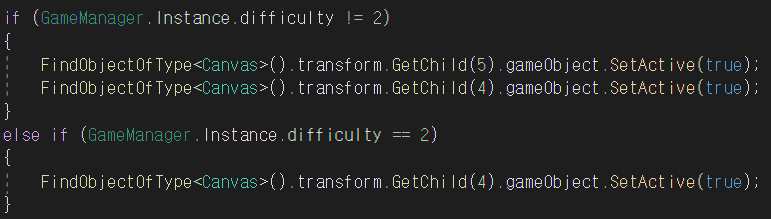 if (GameManager.Instance.difficulty != 2)
{
    FindObjectOfType<Canvas>().transform.GetChild(5).gameObject.SetActive(true);
    FindObjectOfType<Canvas>().transform.GetChild(4).gameObject.SetActive(true);
}
else if (GameManager.Instance.difficulty == 2)
{
    FindObjectOfType<Canvas>().transform.GetChild(4).gameObject.SetActive(true);
}